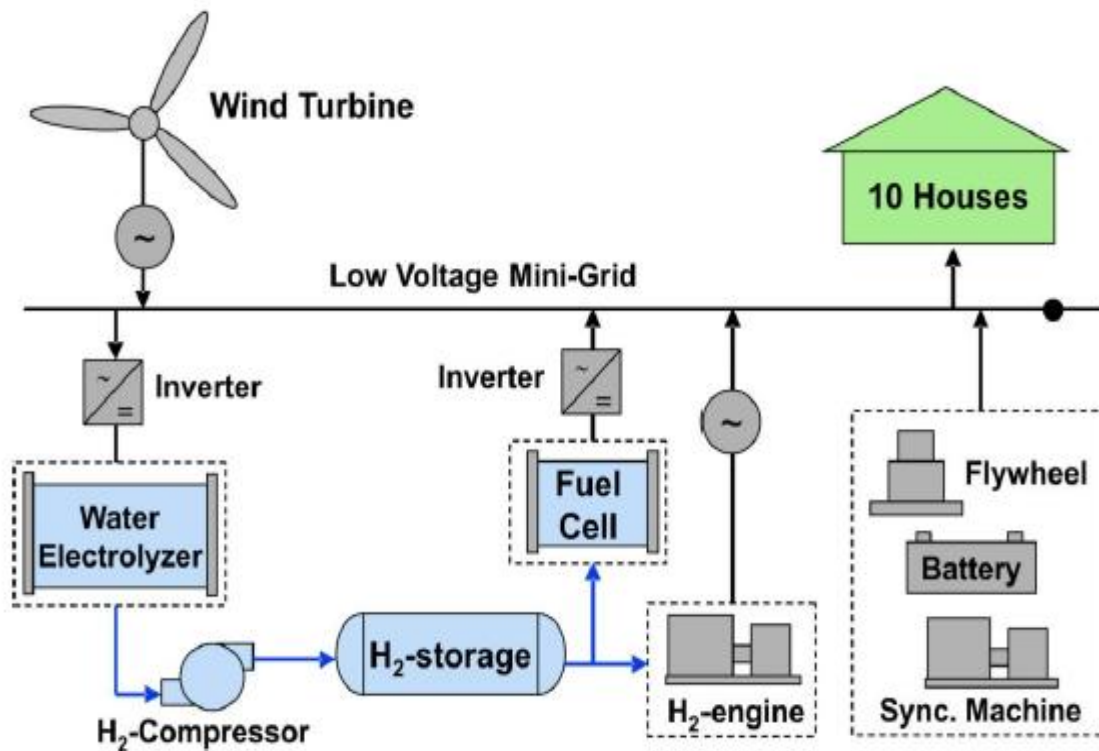 Wind Turbine
10 Houses
~
Low Voltage Mini-Grid
~
=
Inverter
Inverter
~
=
~
Water
Electrolyzer
Fuel
Cell
Flywheel
Battery
H₂-storage
H₂-Compressor
H₂-engine
Sync. Machine